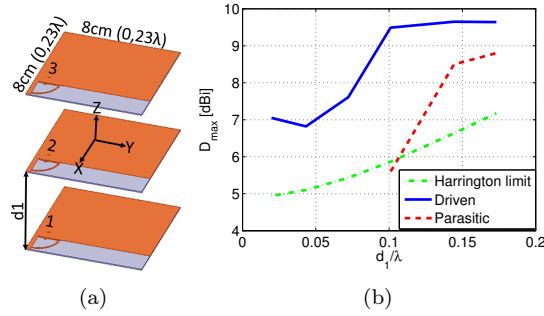 8cm (0,23λ)
8cm (0,23λ)
3
Z
2
Y
X
d1
1
(a)
10
9
8
7
6
5
4
D_max [dBi]
Harrington limit
Driven
Parasitic
0
0.05
0.1
0.15
0.2
d_1/λ
(b)